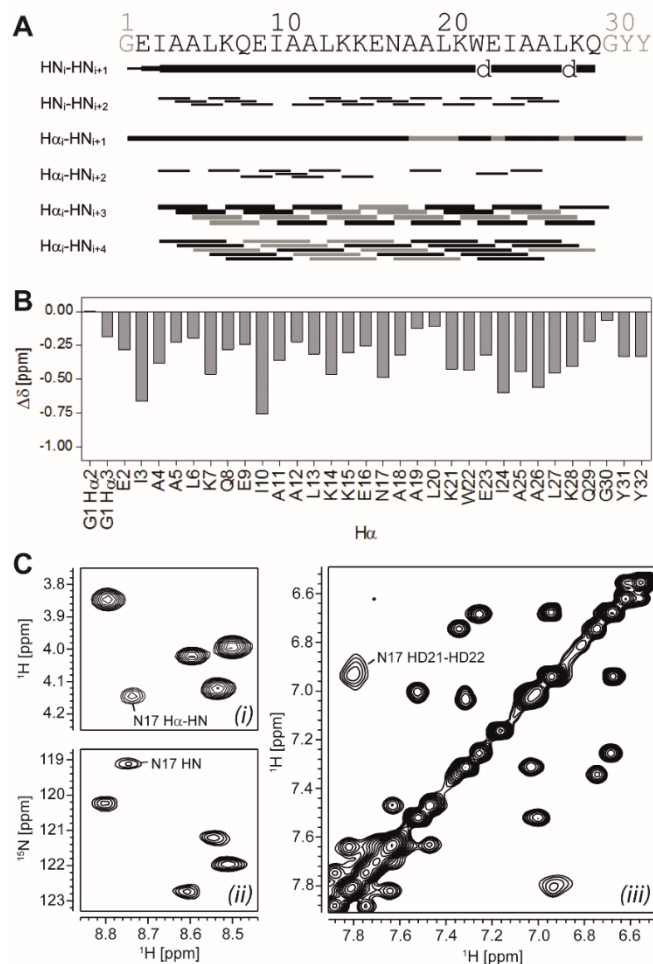 A
1 10 20 30
GEIAALKQEIAALKKENAALKWEIAALKQGYY
HNi-HNi+1
d d
HNi-HNi+2
Hαi-HNi+1
Hαi-HNi+2
Hαi-HNi+3
Hαi-HNi+4
B
0.00
-0.25
-0.50
-0.75
-1.00
Δδ [ppm]
G1 Hα2
G1 Hα3
E2
I3
A4
A5
L6
K7
Q8
E9
I10
A11
A12
L13
K14
K15
E16
N17
A18
A19
L20
K21
W22
E23
I24
A25
A26
L27
K28
Q29
G30
Y31
Y32
Hα
C
3.8
3.9
4.0
4.1
4.2
1H [ppm]
N17 Hα-HN
(i)
119
120
121
122
123
15N [ppm]
N17 HN
(ii)
8.8 8.7 8.6 8.5
1H [ppm]
6.6
6.8
7.0
7.2
7.4
7.6
7.8
1H [ppm]
N17 HD21-HD22
(iii)
7.8 7.6 7.4 7.2 7.0 6.8 6.6
1H [ppm]